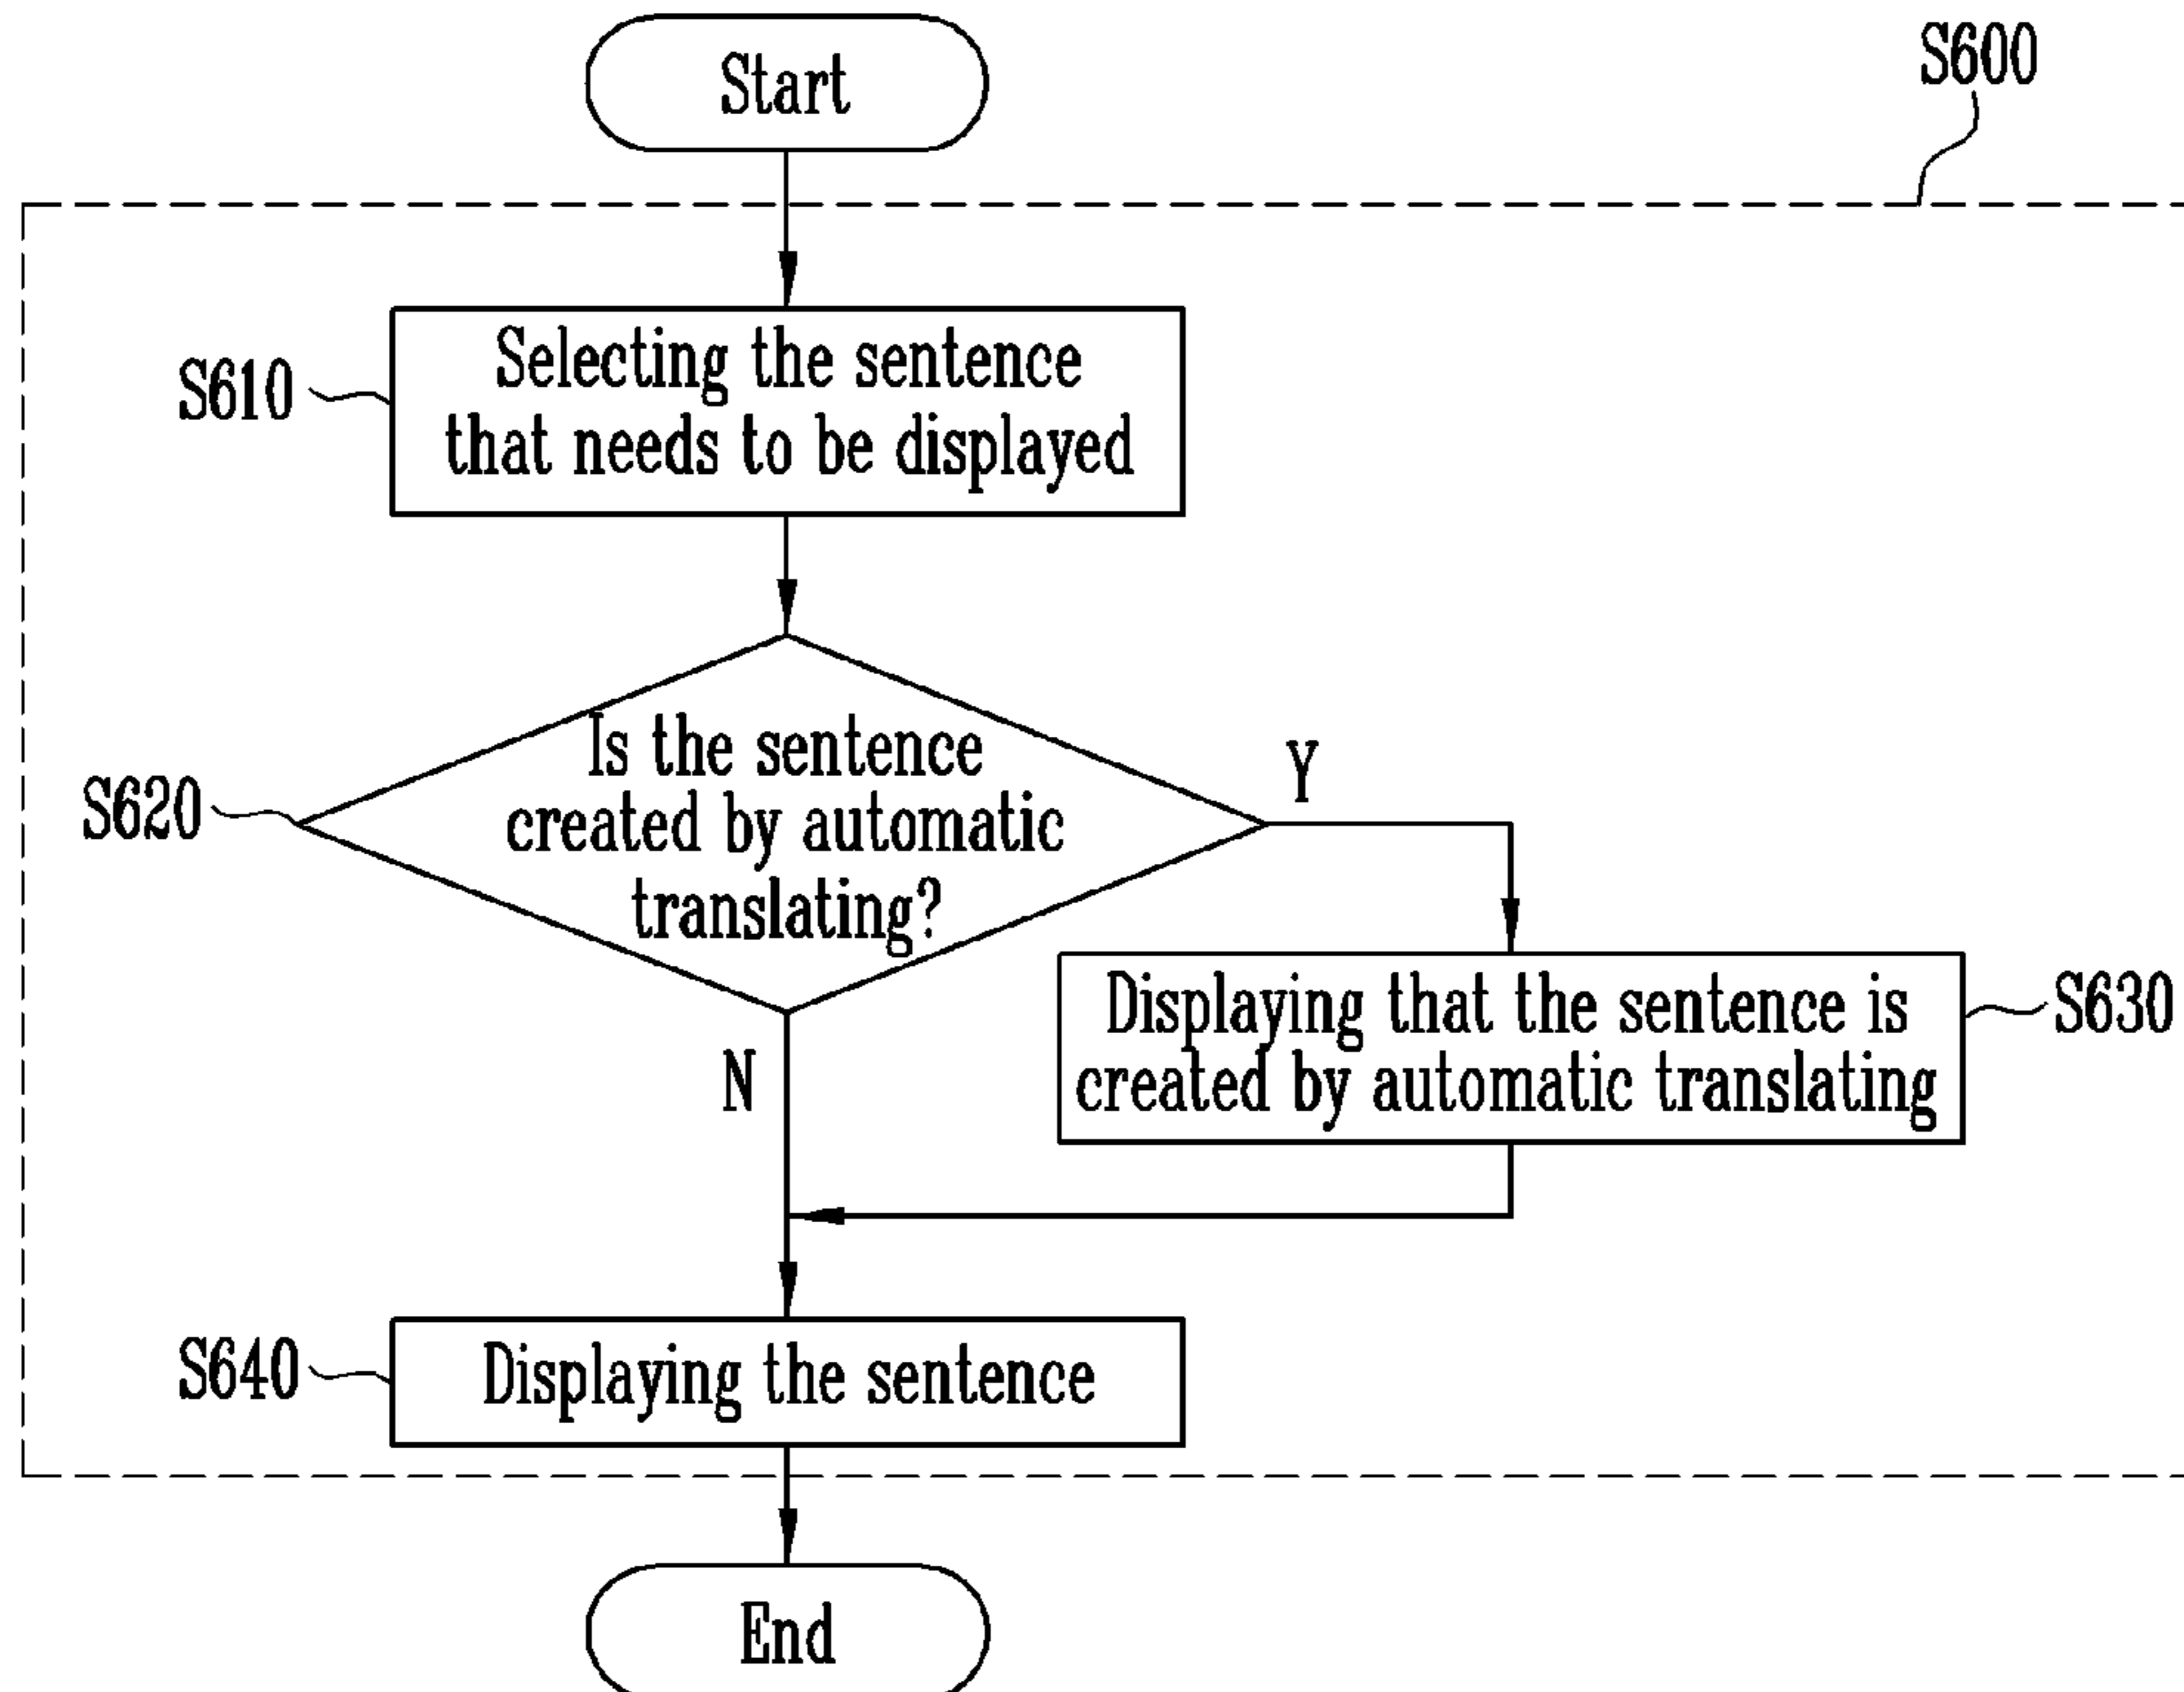 Start
S600
S610
Selecting the sentence
that needs to be displayed
S620
Is the sentence
created by automatic
translating?
Y
N
Displaying that the sentence is
created by automatic translating
S630
S640
Displaying the sentence
End